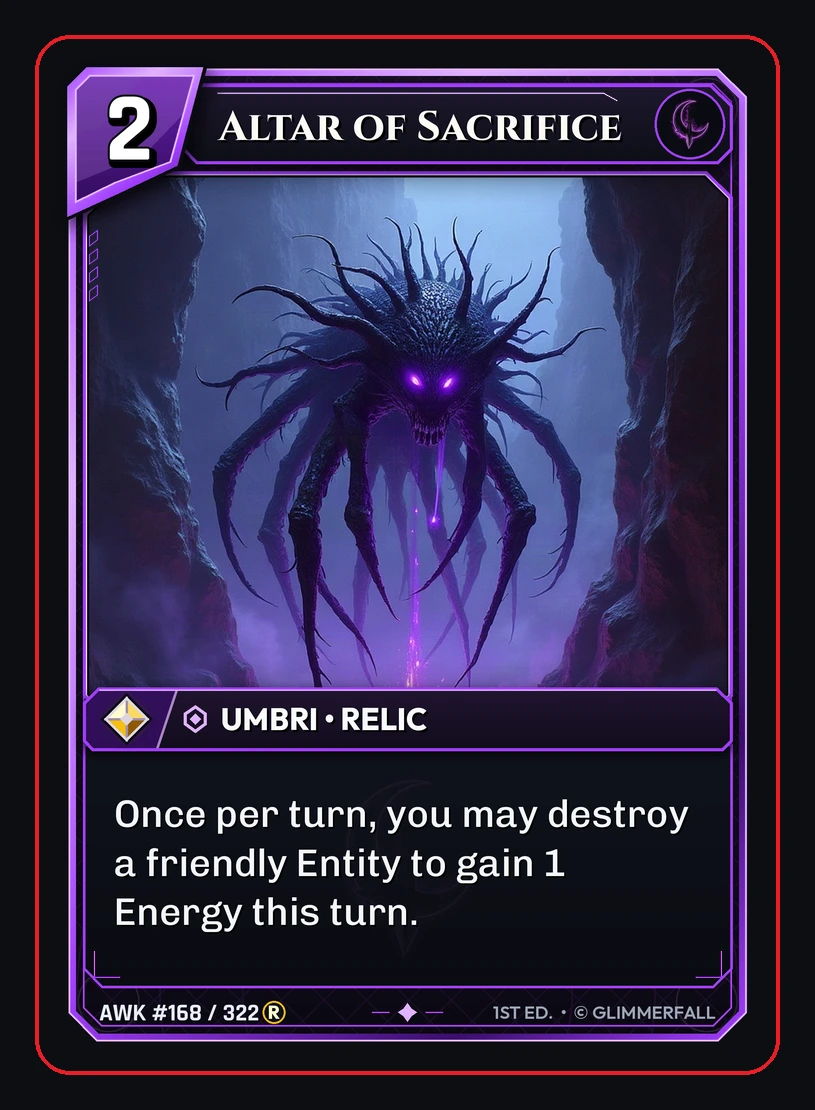 2
ALTAR OF SACRIFICE
UMBRI • RELIC
Once per turn, you may destroy
a friendly Entity to gain 1
Energy this turn.
AWK #168 / 322 R
1ST ED. • © GLIMMERFALL